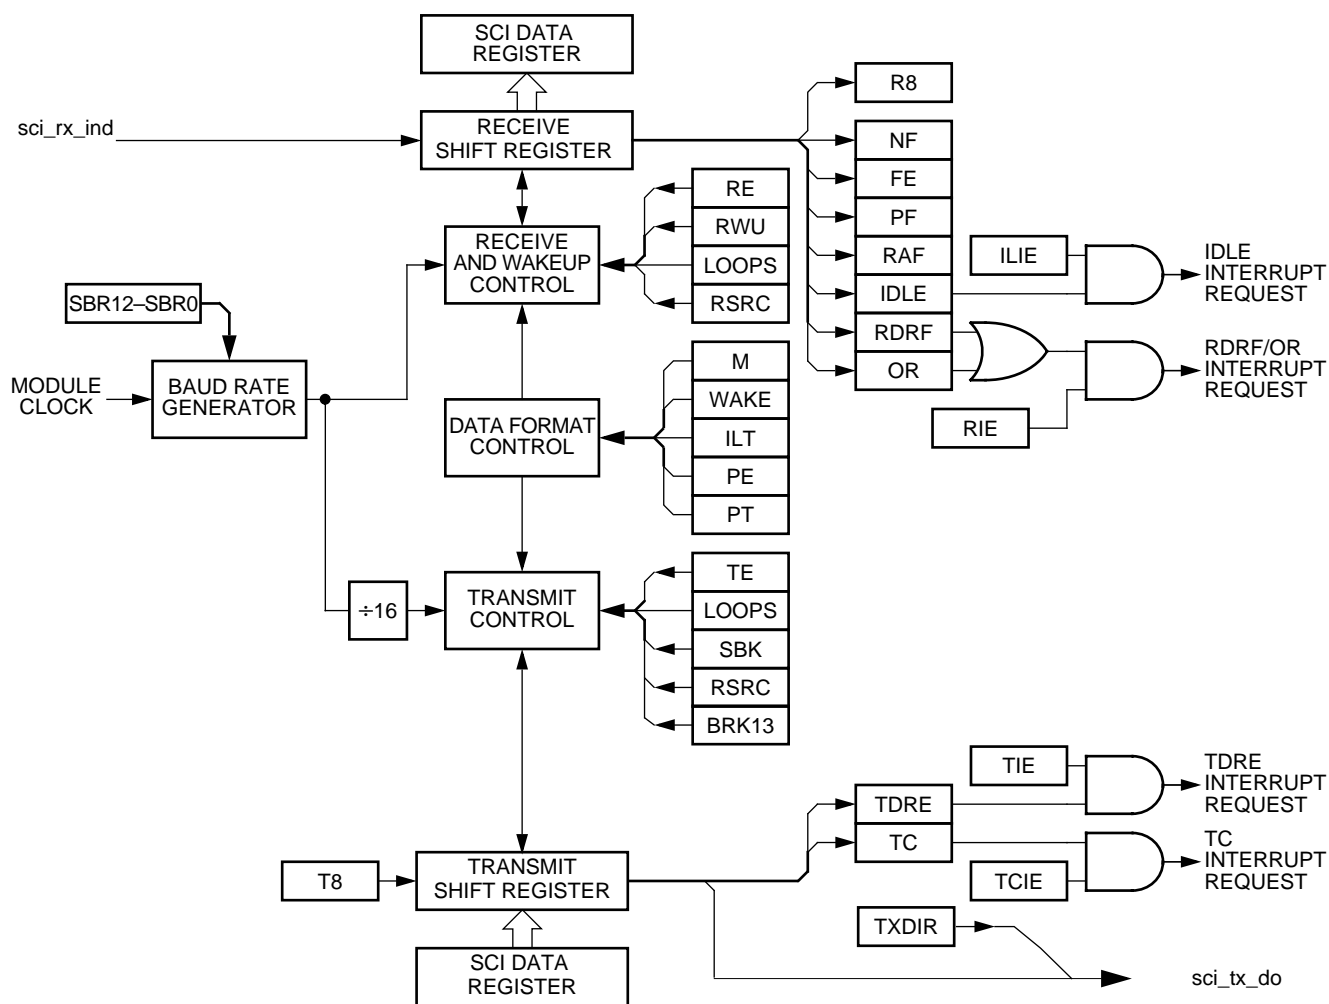 SCI DATA
REGISTER
R8
sci_rx_ind
RECEIVE
SHIFT REGISTER
NF
FE
PF
RAF
IDLE
RDRF
OR
RE
RWU
LOOPS
RSRC
RECEIVE
AND WAKEUP
CONTROL
ILIE
IDLE
INTERRUPT
REQUEST
SBR12–SBR0
RDRF/OR
INTERRUPT
REQUEST
RIE
MODULE
CLOCK
BAUD RATE
GENERATOR
DATA FORMAT
CONTROL
M
WAKE
ILT
PE
PT
÷16
TRANSMIT
CONTROL
TE
LOOPS
SBK
RSRC
BRK13
TIE
TDRE
INTERRUPT
REQUEST
TDRE
TC
TC
INTERRUPT
REQUEST
TCIE
T8
TRANSMIT
SHIFT REGISTER
TXDIR
SCI DATA
REGISTER
sci_tx_do